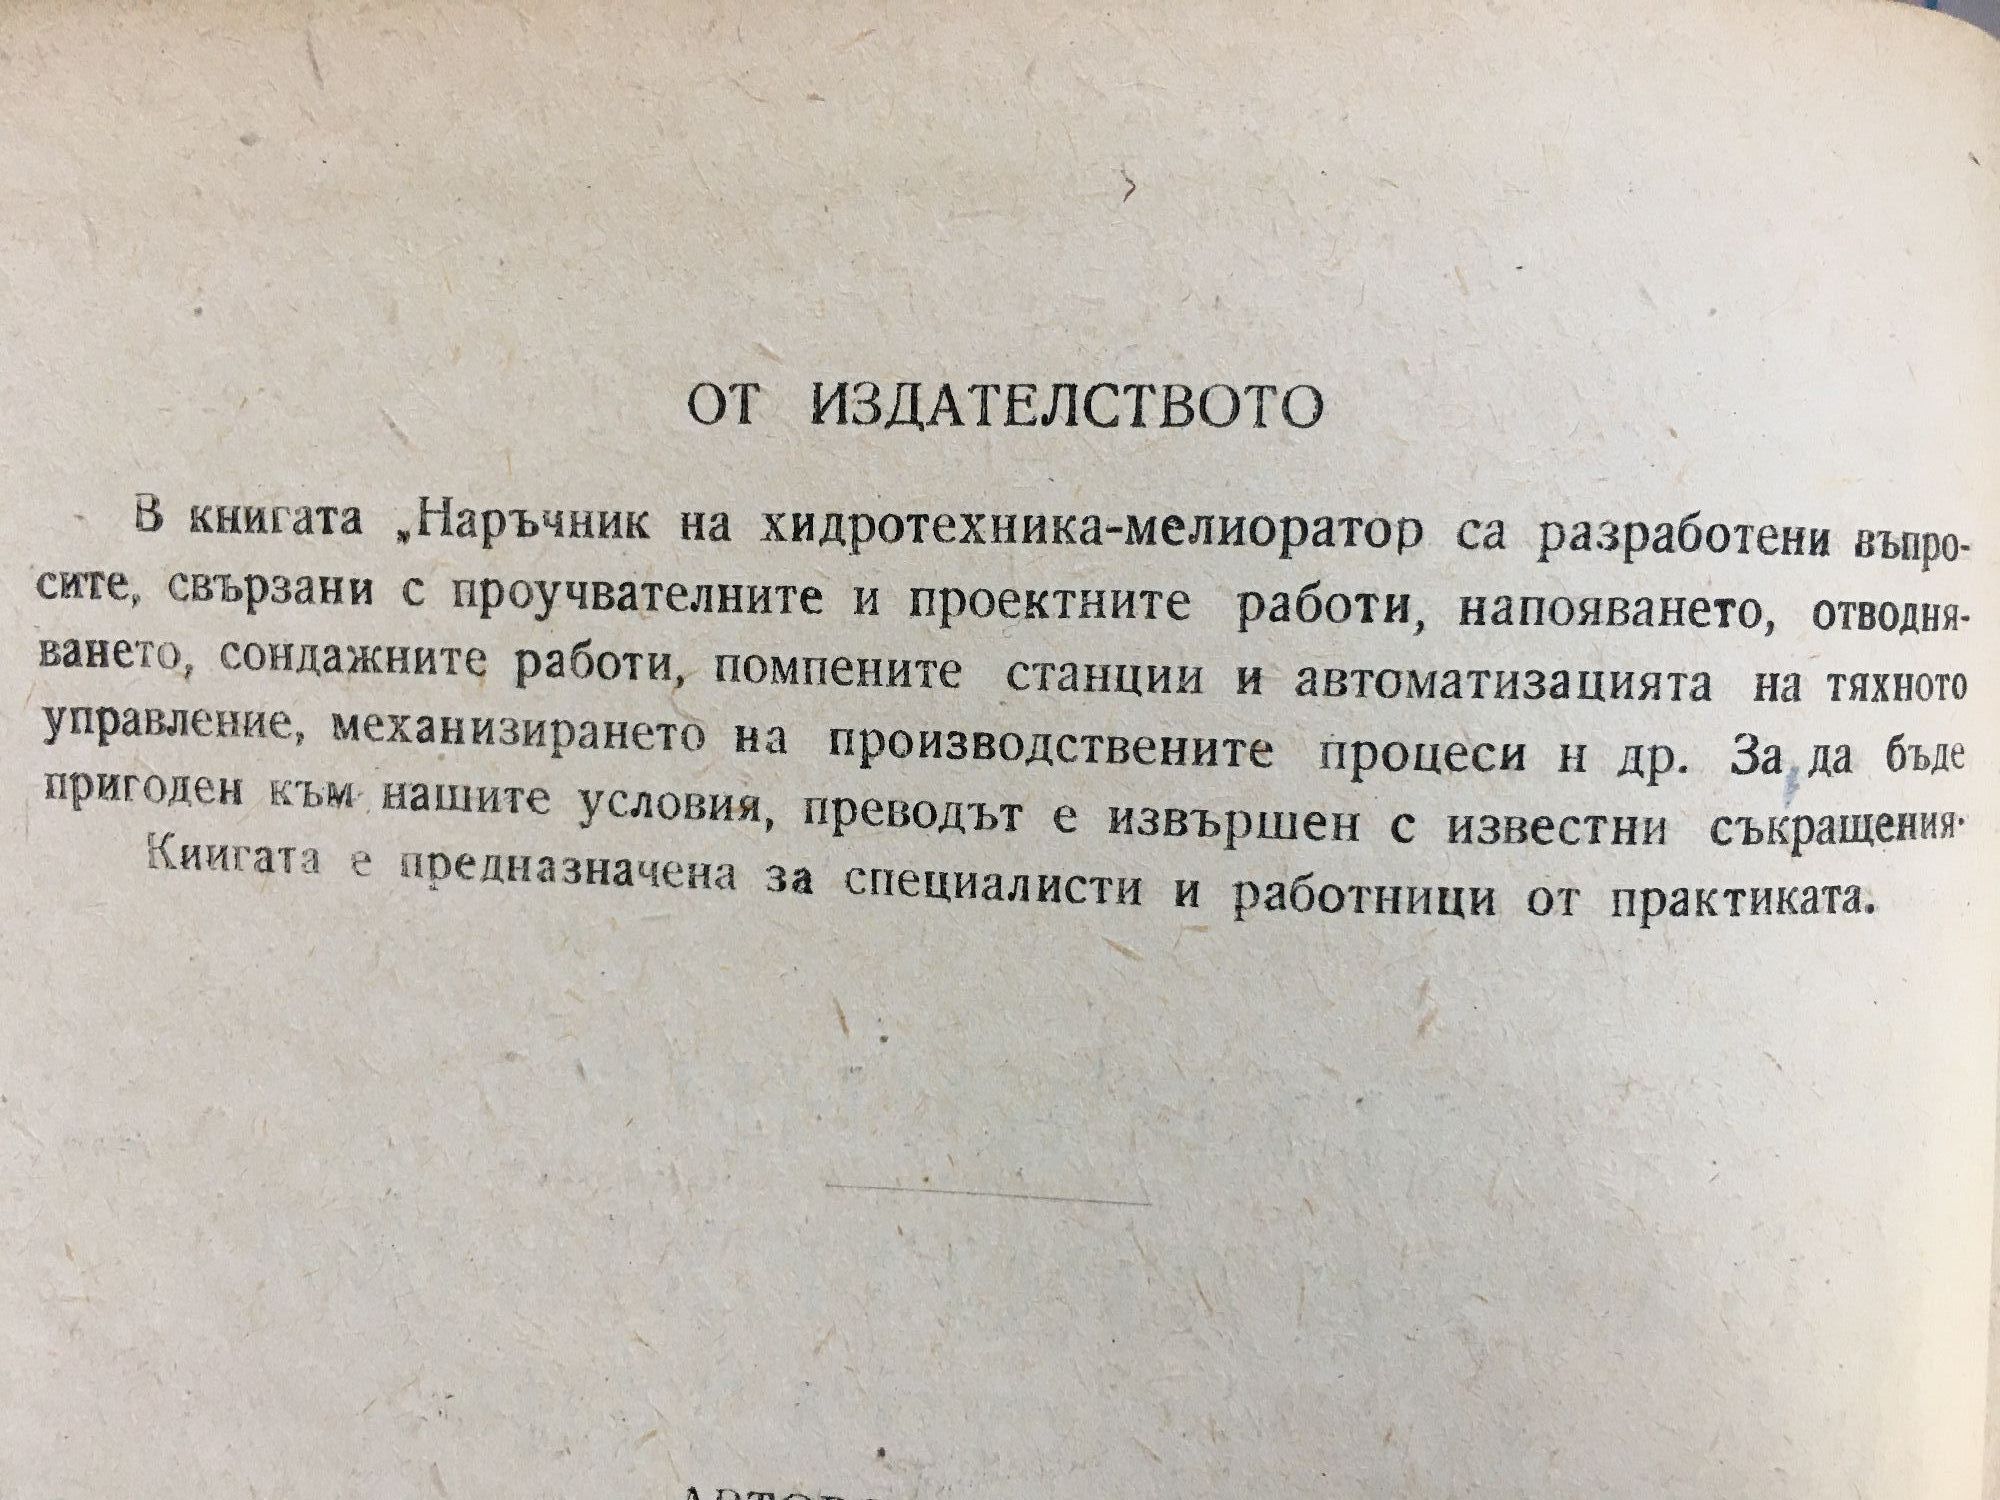 ОТ ИЗДАТЕЛСТВОТО
В книгата „Наръчник на хидротехника-мелиоратор са разработени въпро-
сите, свързани с проучвателните и проектните работи, напояването, отводня-
ването, сондажните работи, помпените станции и автоматизацията на тяхното
управление, механизирането на производствените процеси н др. За да бъде
пригоден към нашите условия, преводът е извършен с известни съкращения.
Книгата е предназначена за специалисти и работници от практиката.